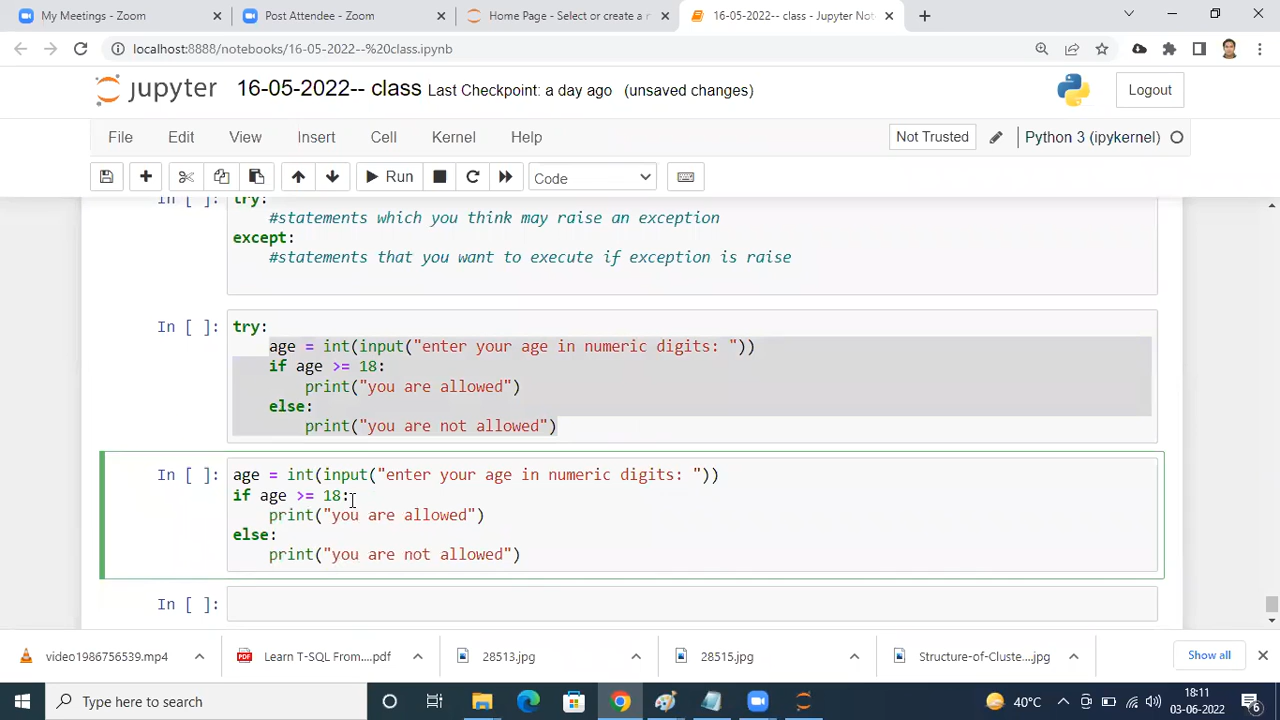 My Meetings - Zoom
Post Attendee - Zoom
Home Page - Select or create a n
16-05-2022-- class - Jupyter Not
localhost:8888/notebooks/16-05-2022--%20class.ipynb
jupyter 16-05-2022-- class Last Checkpoint: a day ago (unsaved changes)
Logout
File Edit View Insert Cell Kernel Help
Not Trusted
Python 3 (ipykernel)
Run
Code
In [ ]: try:
#statements which you think may raise an exception
except:
#statements that you want to execute if exception is raise
In [ ]: try:
age = int(input("enter your age in numeric digits: "))
if age >= 18:
print("you are allowed")
else:
print("you are not allowed")
In [ ]: age = int(input("enter your age in numeric digits: "))
if age >= 18:
print("you are allowed")
else:
print("you are not allowed")
In [ ]:
video1986756539.mp4
Learn T-SQL From....pdf
28513.jpg
28515.jpg
Structure-of-Cluste....jpg
Show all
Type here to search
40°C
18:11
03-06-2022
6